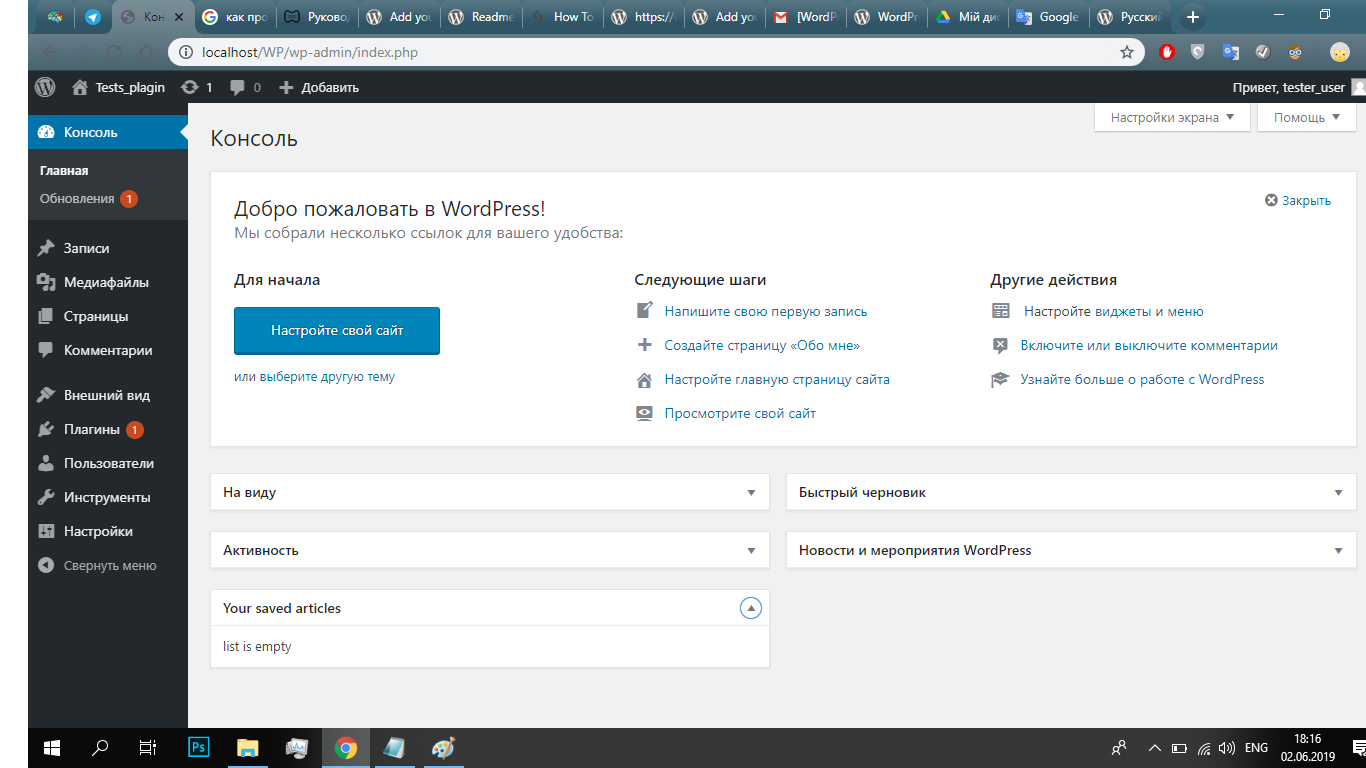 Кон
как про
Руково
Add you
Readme
How To
https://
Add you
[WordP
WordPr
Мій дис
Google
Русский
localhost/WP/wp-admin/index.php
Tests_plagin 1 0 Добавить Привет, tester_user
Консоль
Главная
Обновления 1
Записи
Медиафайлы
Страницы
Комментарии
Внешний вид
Плагины 1
Пользователи
Инструменты
Настройки
Свернуть меню
Настройки экрана
Помощь
Консоль
Добро пожаловать в WordPress!
Закрыть
Мы собрали несколько ссылок для вашего удобства:
Для начала
Настройте свой сайт
или выберите другую тему
Следующие шаги
Напишите свою первую запись
Создайте страницу «Обо мне»
Настройте главную страницу сайта
Просмотрите свой сайт
Другие действия
Настройте виджеты и меню
Включите или выключите комментарии
Узнайте больше о работе с WordPress
На виду
Быстрый черновик
Активность
Новости и мероприятия WordPress
Your saved articles
list is empty
Ps
ENG
18:16
02.06.2019